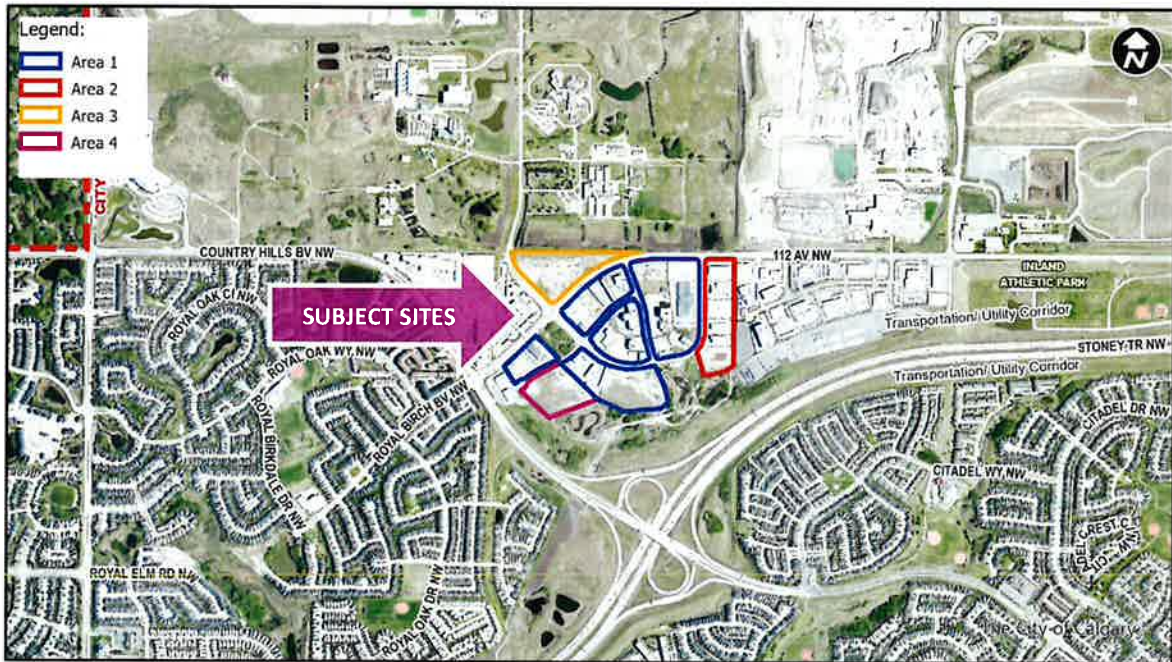 Legend:
Area 1
Area 2
Area 3
Area 4
N
CITY
COUNTRY HILLS BV NW
112 AV NW
INLAND
ATHLETIC PARK
SUBJECT SITES
ROYAL OAK CI NW
ROYAL OAK WY NW
Transportation/ Utility Corridor
STONEY TR NW
Transportation/ Utility Corridor
ROYAL BIRCH BV NW
ROYAL BIRKDALE DR NW
CITADEL DR NW
CITADEL WY NW
ROYAL ELM RD NW
ROYAL OAK DR NW
The City of Calgary